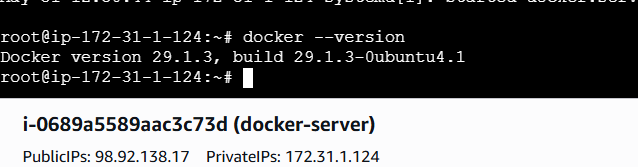 root@ip-172-31-1-124:~# docker --version
Docker version 29.1.3, build 29.1.3-0ubuntu4.1
root@ip-172-31-1-124:~#
i-0689a5589aac3c73d (docker-server)
PublicIPs: 98.92.138.17 PrivateIPs: 172.31.1.124